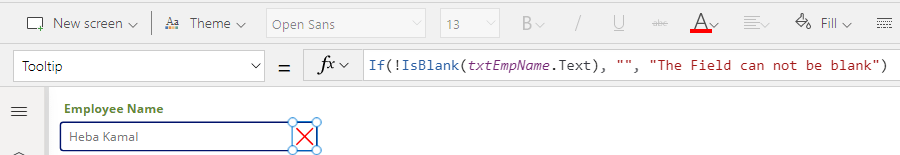 New screen Theme Open Sans 13 B / U abc A Fill
Tooltip = fx If(!IsBlank(txtEmpName.Text), "", "The Field can not be blank")
Employee Name
Heba Kamal